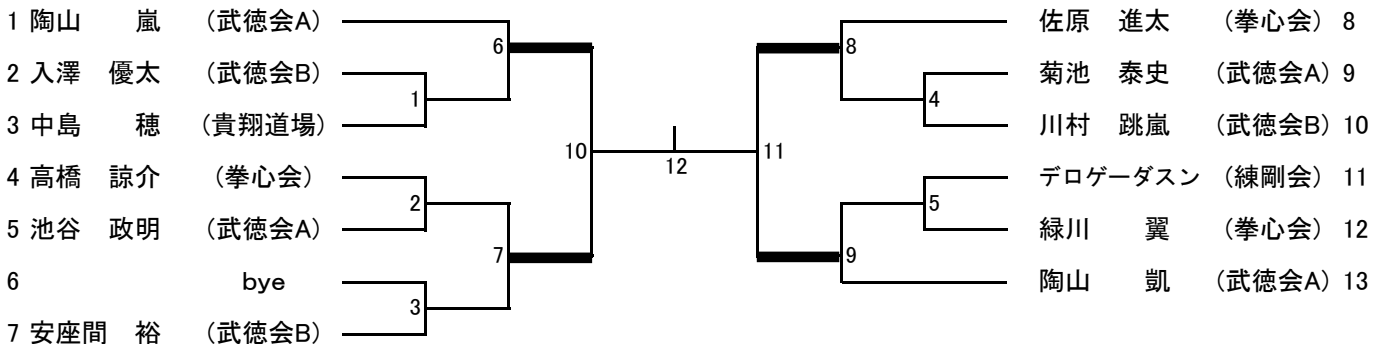 1 陶山　　嵐　(武徳会A)
2 入澤　優太　(武徳会B)
3 中島　　穂　(貴翔道場)
4 高橋　諒介　(拳心会)
5 池谷　政明　(武徳会A)
6　bye
7 安座間　裕　(武徳会B)
6
1
2
7
3
10
12
11
8
4
5
9
佐原　進太　(拳心会) 8
菊池　泰史　(武徳会A) 9
川村　跳嵐　(武徳会B) 10
デロゲーダスン　(練剛会) 11
緑川　　翼　(拳心会) 12
陶山　　凱　(武徳会A) 13